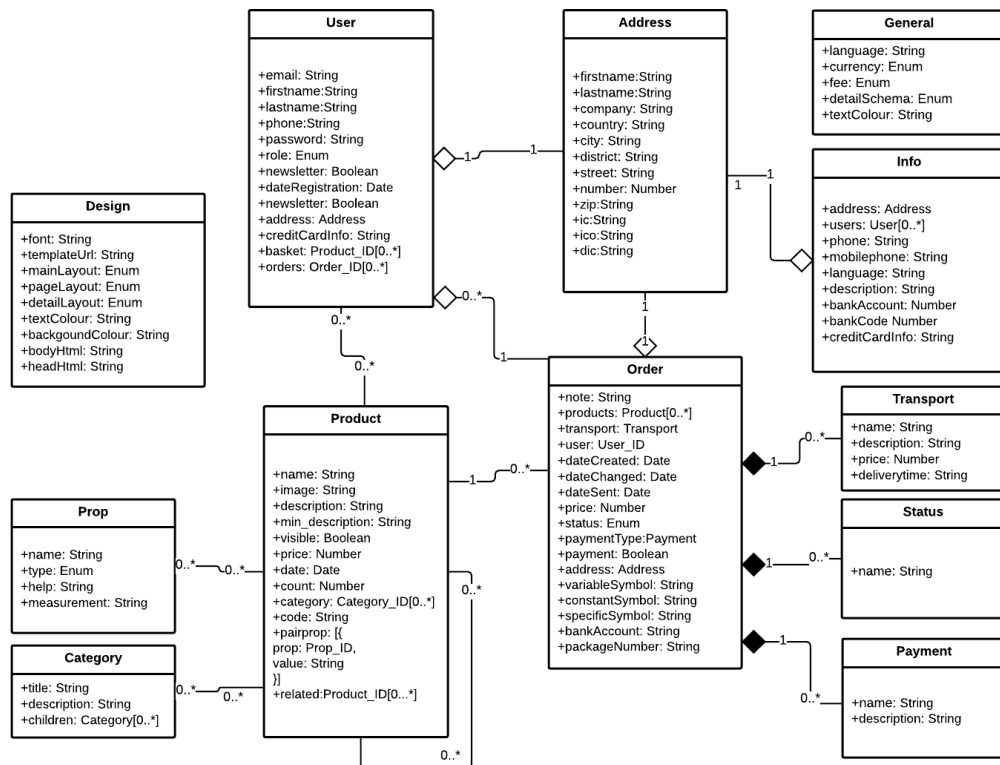 User
+email: String
+firstname:String
+lastname:String
+phone:String
+password: String
+role: Enum
+newsletter: Boolean
+dateRegistration: Date
+newsletter: Boolean
+address: Address
+creditCardInfo: String
+basket: Product_ID[0..*]
+orders: Order_ID[0..*]
1
1
Address
+firstname:String
+lastname:String
+company: String
+country: String
+city: String
+district: String
+street: String
+number: Number
+zip:String
+ic:String
+ico:String
+dic:String
1
1
General
+language: String
+currency: Enum
+fee: Enum
+detailSchema: Enum
+textColour: String
Info
+address: Address
+users: User[0..*]
+phone: String
+mobilephone: String
+language: String
+description: String
+bankAccount: Number
+bankCode Number
+creditCardInfo: String
Design
+font: String
+templateUrl: String
+mainLayout: Enum
+pageLayout: Enum
+detailLayout: Enum
+textColour: String
+backgoundColour: String
+bodyHtml: String
+headHtml: String
0..*
1
0..*
0..*
1
1
Order
+note: String
+products: Product[0..*]
+transport: Transport
+user: User_ID
+dateCreated: Date
+dateChanged: Date
+dateSent: Date
+price: Number
+status: Enum
+paymentType:Payment
+payment: Boolean
+address: Address
+variableSymbol: String
+constantSymbol: String
+specificSymbol: String
+bankAccount: String
+packageNumber: String
Product
+name: String
+image: String
+description: String
+min_description: String
+visible: Boolean
+price: Number
+date: Date
+count: Number
+category: Category_ID[0..*]
+code: String
+pairprop: [{
prop: Prop_ID,
value: String
}]
+related:Product_ID[0...*]
1
0..*
0..*
0..*
Prop
+name: String
+type: Enum
+help: String
+measurement: String
0..*
0..*
Category
+title: String
+description: String
+children: Category[0..*]
0..*
0..*
Transport
+name: String
+description: String
+price: Number
+deliverytime: String
1
0..*
Status
+name: String
1
0..*
Payment
+name: String
+description: String
1
0..*